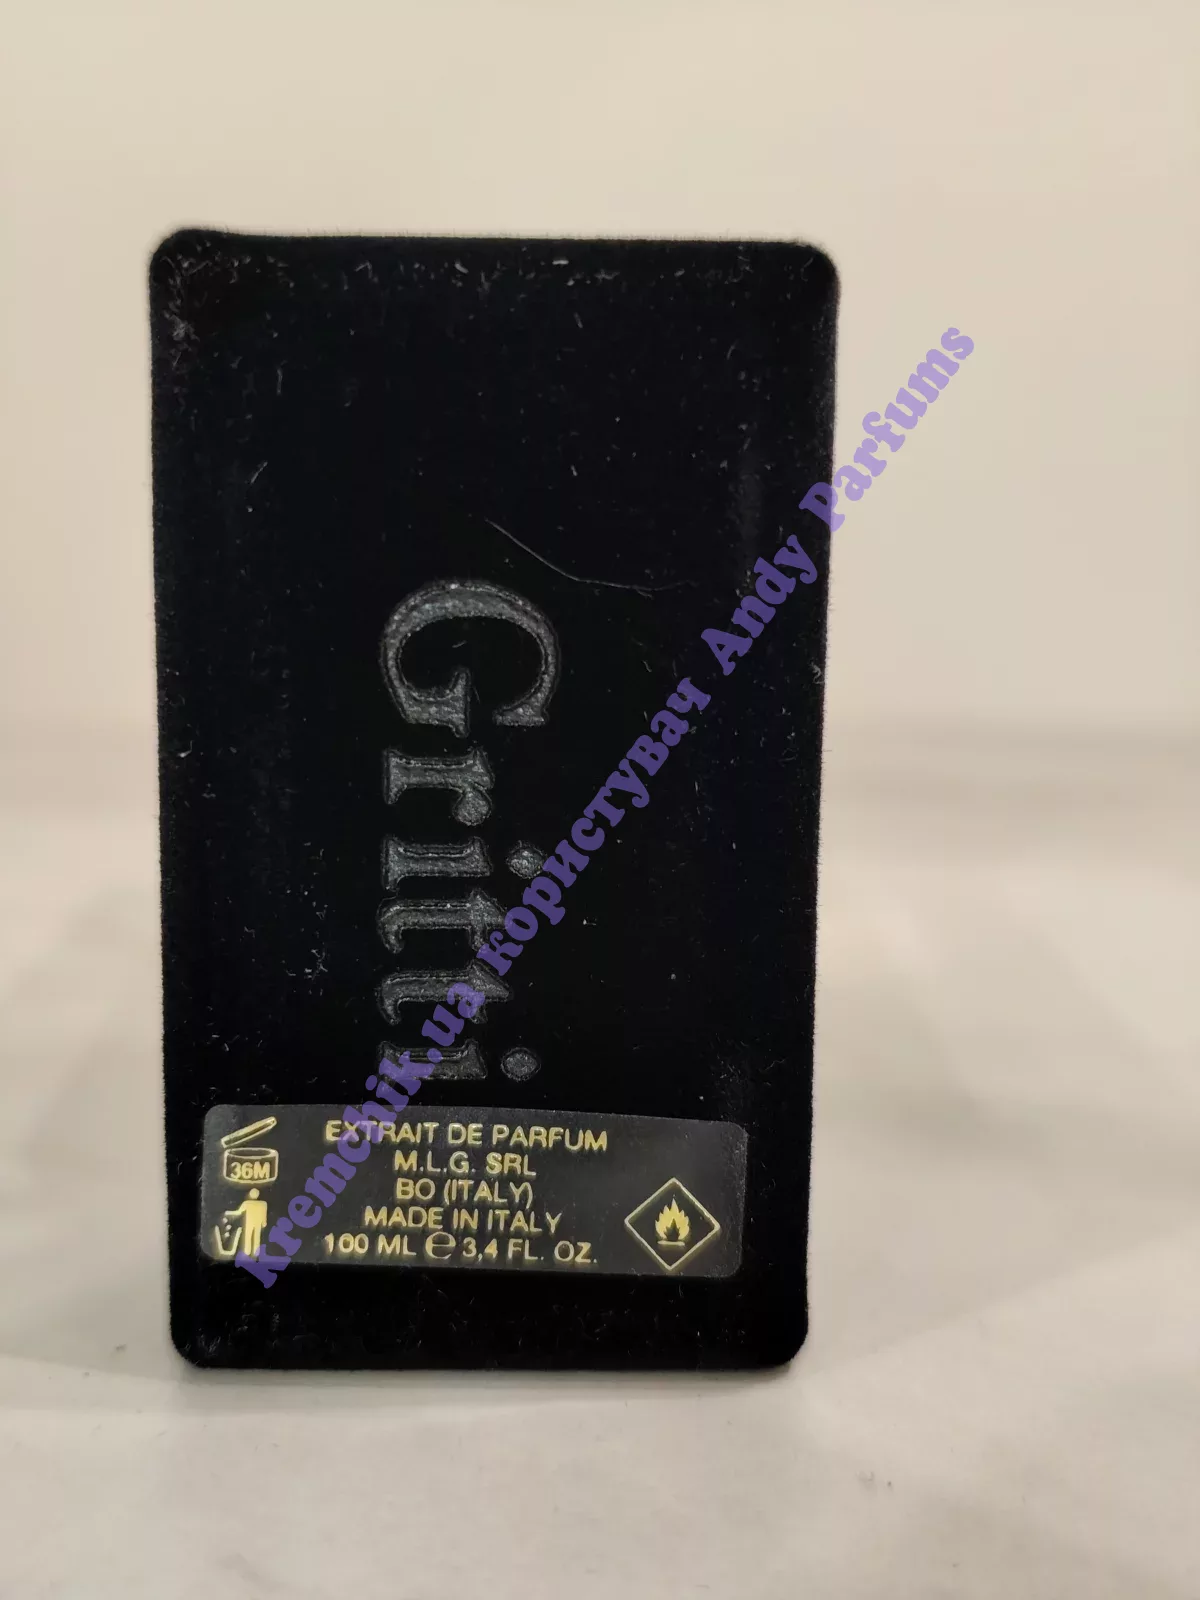 Gritti
36M
EXTRAIT DE PARFUM
M.L.G. SRL
BO (ITALY)
MADE IN ITALY
100 ML ℮ 3,4 FL. OZ.
kremchik.ua користувач Andy Parfums